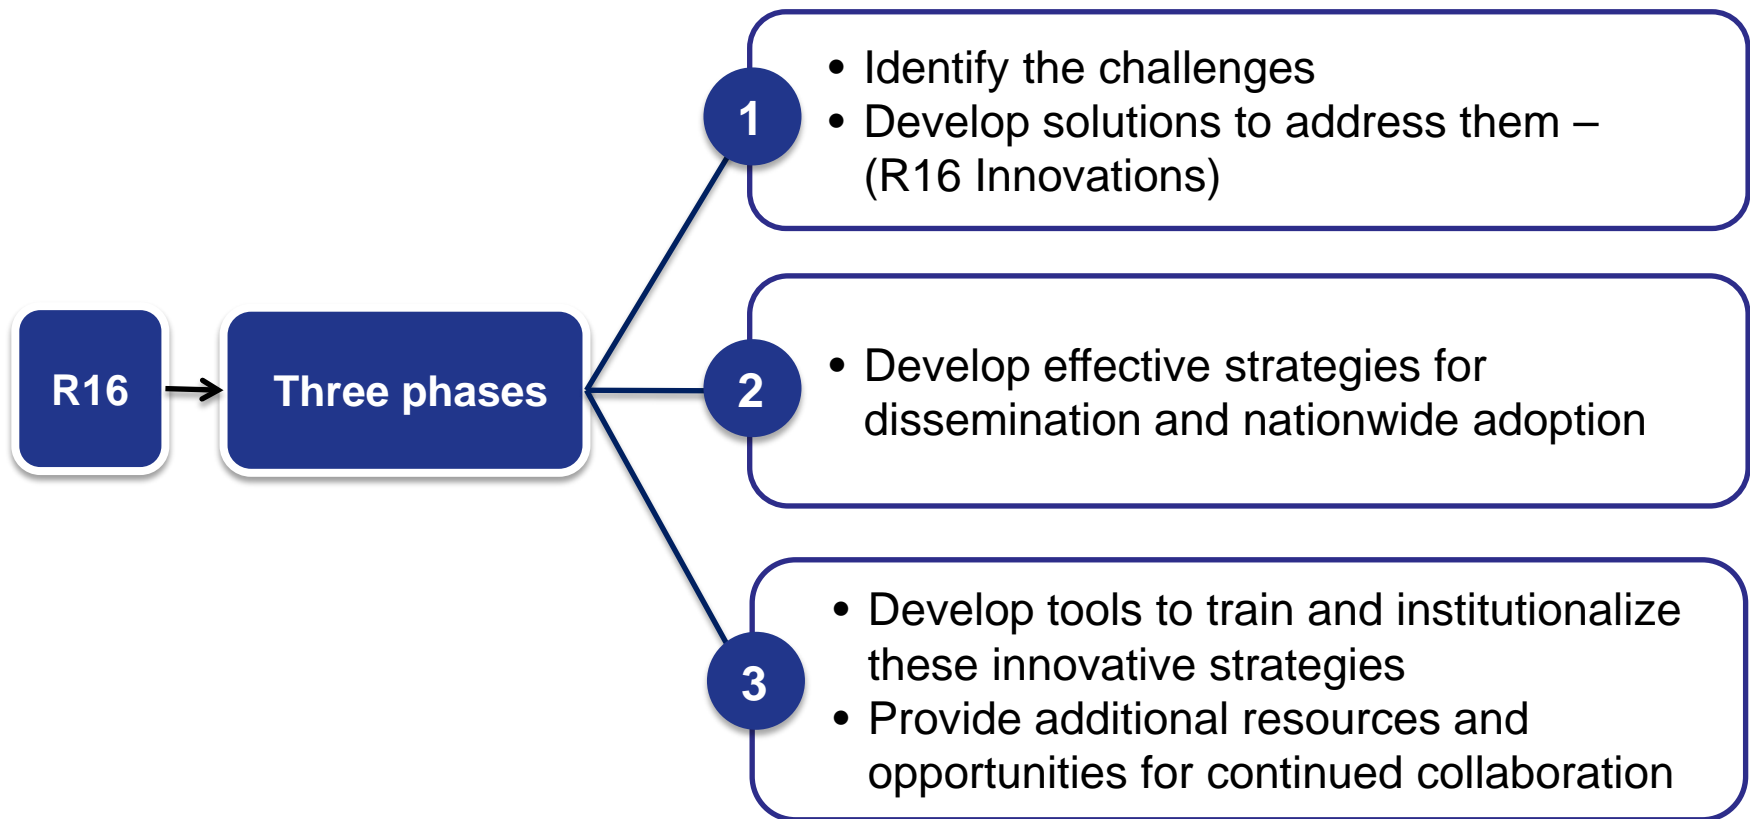 R16
Three phases
1
• Identify the challenges
• Develop solutions to address them –
(R16 Innovations)
2
• Develop effective strategies for
dissemination and nationwide adoption
3
• Develop tools to train and institutionalize
these innovative strategies
• Provide additional resources and
opportunities for continued collaboration